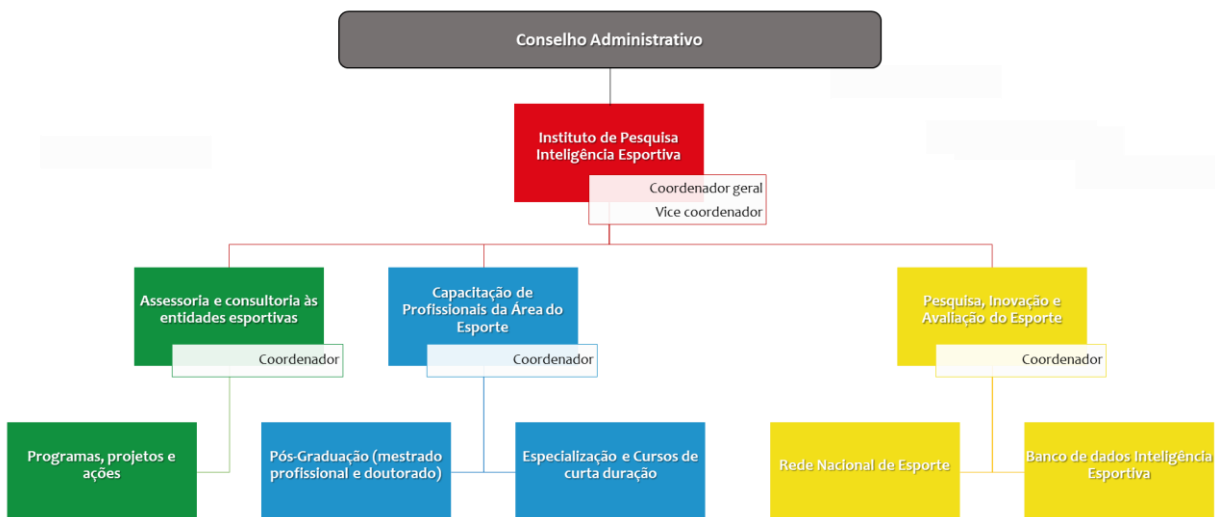 Conselho Administrativo
Instituto de Pesquisa
Inteligência Esportiva
Coordenador geral
Vice coordenador
Assessoria e consultoria às
entidades esportivas
Coordenador
Capacitação de
Profissionais da Área do
Esporte
Coordenador
Pesquisa, Inovação e
Avaliação do Esporte
Coordenador
Programas, projetos e
ações
Pós-Graduação (mestrado
profissional e doutorado)
Especialização e Cursos de
curta duração
Rede Nacional de Esporte
Banco de dados Inteligência
Esportiva